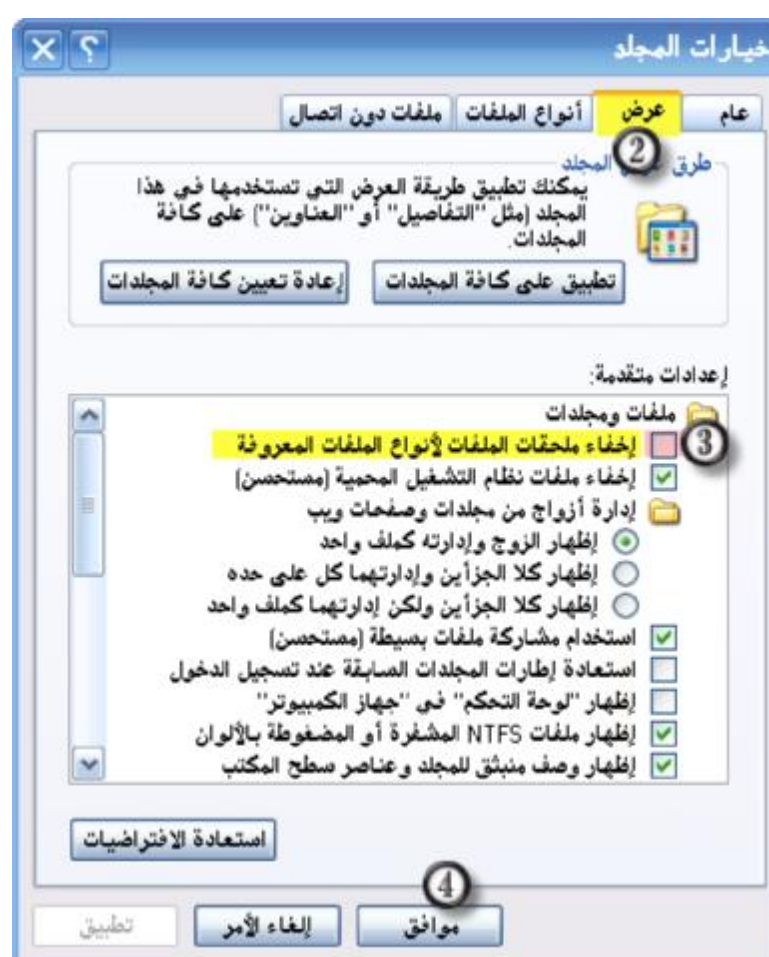 خيارات المجلد
عام
عرض
أنواع الملفات
ملفات دون اتصال
2
طرق المجلد
يمكنك تطبيق طريقة العرض التي تستخدمها في هذا
المجلد (مثل "التفاصيل" أو "العناوين") على كافة
المجلدات.
تطبيق على كافة المجلدات
إعادة تعيين كافة المجلدات
إعدادات متقدمة:
ملفات ومجلدات
3
إخفاء ملحقات الملفات لأنواع الملفات المعروفة
إخفاء ملفات نظام التشغيل المحمية (مستحسن)
إدارة أزواج من مجلدات وصفحات ويب
إظهار الزوج وإدارته كملف واحد
إظهار كلا الجزأين وإدارتهما كل على حده
إظهار كلا الجزأين ولكن إدارتهما كملف واحد
استخدام مشاركة ملفات بسيطة (مستحسن)
استعادة إطارات المجلدات السابقة عند تسجيل الدخول
إظهار "لوحة التحكم" في "جهاز الكمبيوتر"
إظهار ملفات NTFS المشفرة أو المضغوطة بالألوان
إظهار وصف منبثق للمجلد وعناصر سطح المكتب
استعادة الافتراضيات
4
موافق
إلغاء الأمر
تطبيق